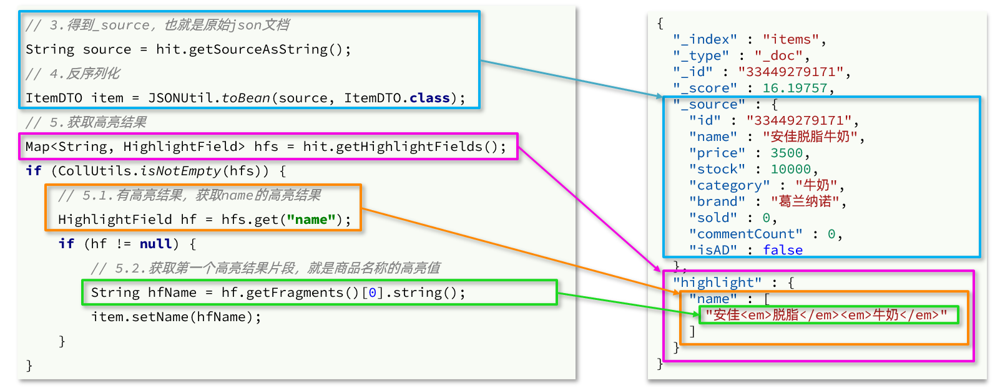 // 3.得到_source，也就是原始json文档
String source = hit.getSourceAsString();
// 4.反序列化
ItemDTO item = JSONUtil.toBean(source, ItemDTO.class);
// 5.获取高亮结果
Map<String, HighlightField> hfs = hit.getHighlightFields();
if (CollUtils.isNotEmpty(hfs)) {
    // 5.1.有高亮结果，获取name的高亮结果
    HighlightField hf = hfs.get("name");
    if (hf != null) {
        // 5.2.获取第一个高亮结果片段，就是商品名称的高亮值
        String hfName = hf.getFragments()[0].string();
        item.setName(hfName);
    }
}
{
  "_index" : "items",
  "_type" : "_doc",
  "_id" : "33449279171",
  "_score" : 16.19757,
  "_source" : {
    "id" : "33449279171",
    "name" : "安佳脱脂牛奶",
    "price" : 3500,
    "stock" : 10000,
    "category" : "牛奶",
    "brand" : "葛兰纳诺",
    "sold" : 0,
    "commentCount" : 0,
    "isAD" : false
  },
  "highlight" : {
    "name" : [
      "安佳<em>脱脂</em><em>牛奶</em>"
    ]
  }
}